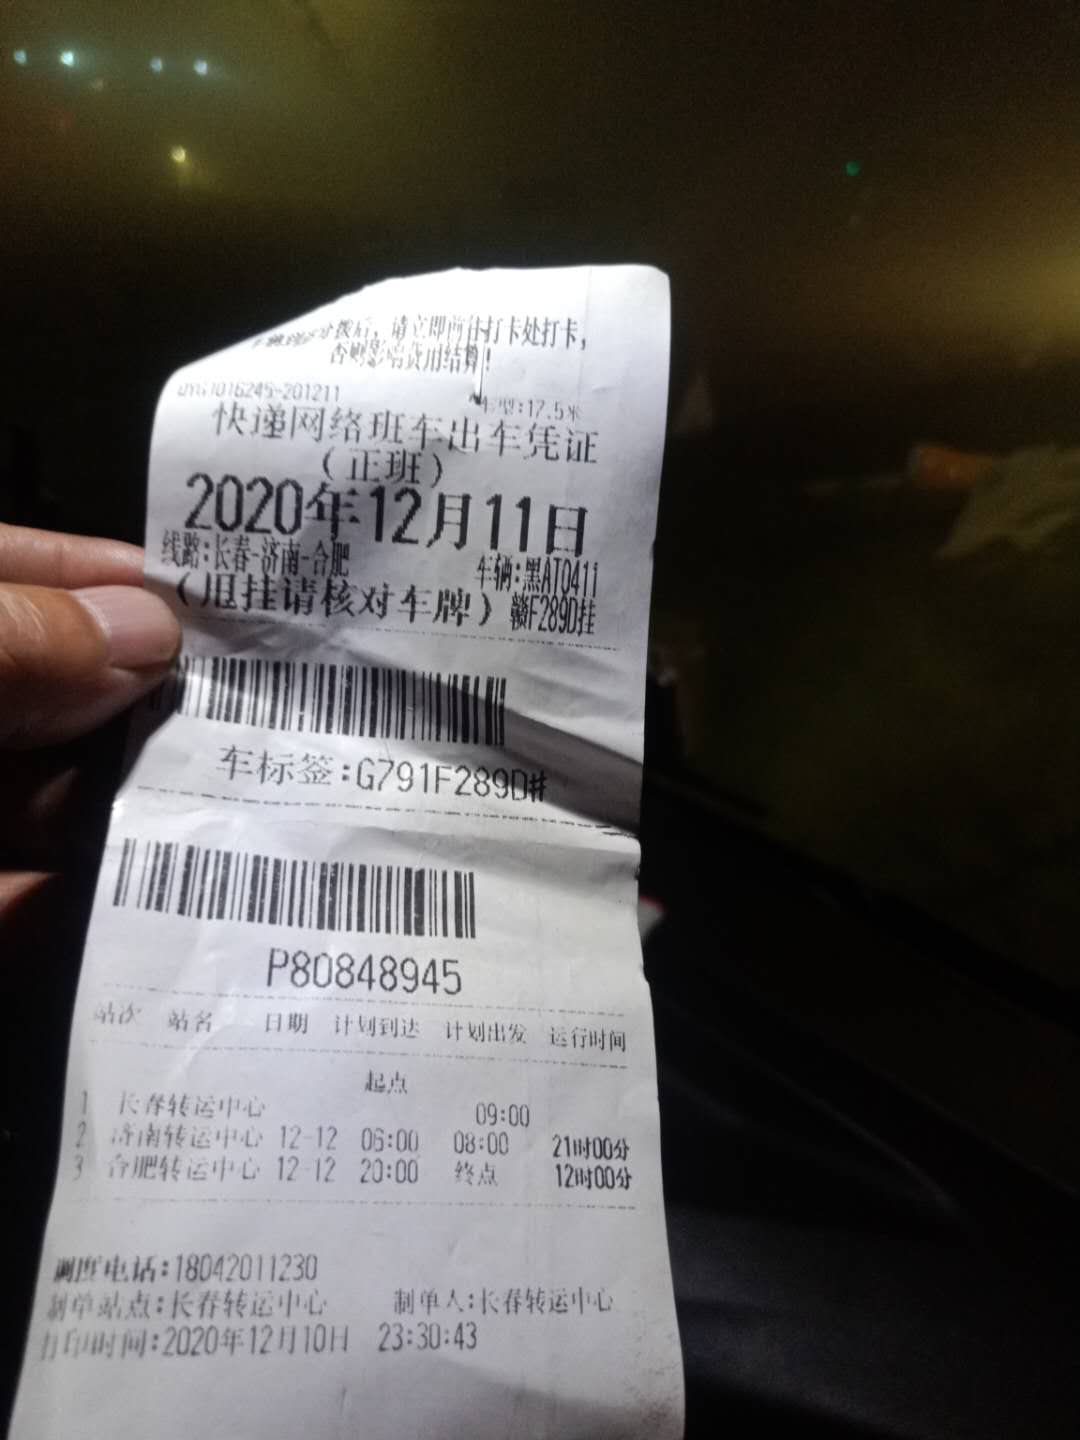 拨后，请立即前往打卡处打卡，
否则影响费用结算！
1016245-201211
车型:17.5米
快递网络班车出车凭证
（正班）
2020年12月11日
线路:长春-济南-合肥
车辆:黑AT041j
（甩挂请核对车牌）赣F289D挂
车标签:G791F289D#
P80848945
站次 站名 日期 计划到达 计划出发 运行时间
1 长春转运中心 起点 09:00
2 济南转运中心 12-12 06:00 08:00 21时00分
3 合肥转运中心 12-12 20:00 终点 12时00分
调度电话:18042011230
制单站点:长春转运中心 制单人:长春转运中心
打印时间:2020年12月10日 23:30:43